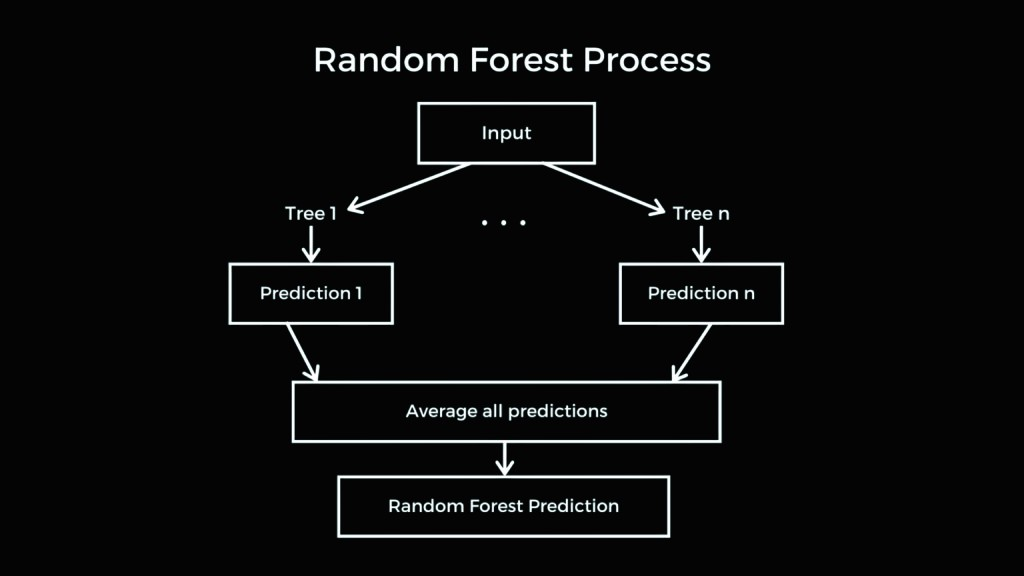 Random Forest Process
Input
Tree 1
. . .
Tree n
Prediction 1
Prediction n
Average all predictions
Random Forest Prediction